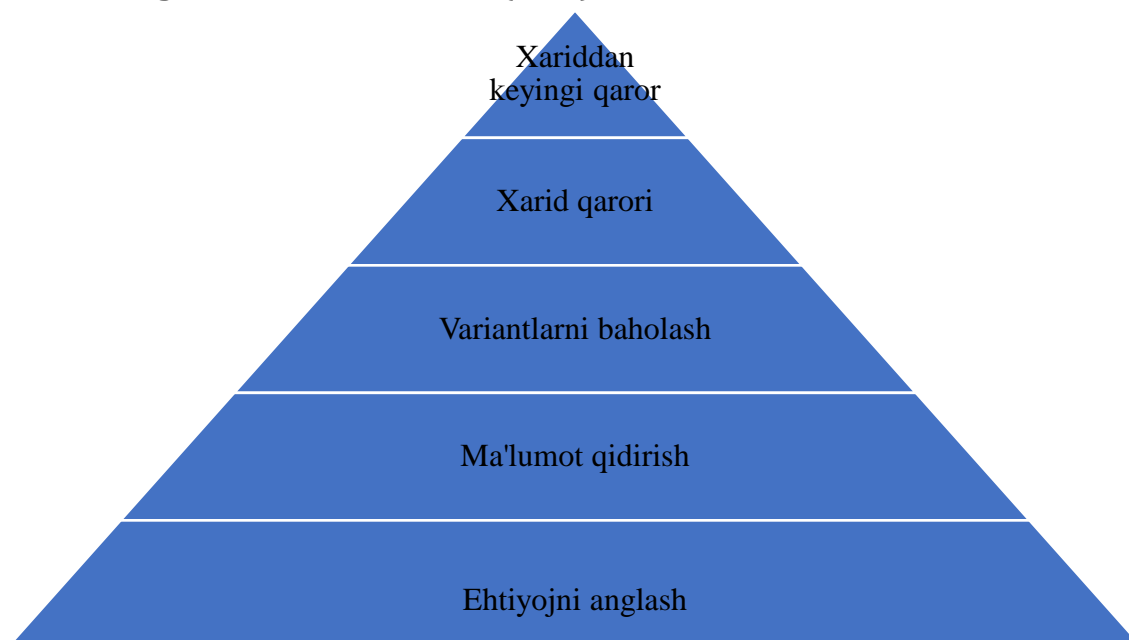 Xariddan
keyingi qaror
Xarid qarori
Variantlarni baholash
Ma'lumot qidirish
Ehtiyojni anglash